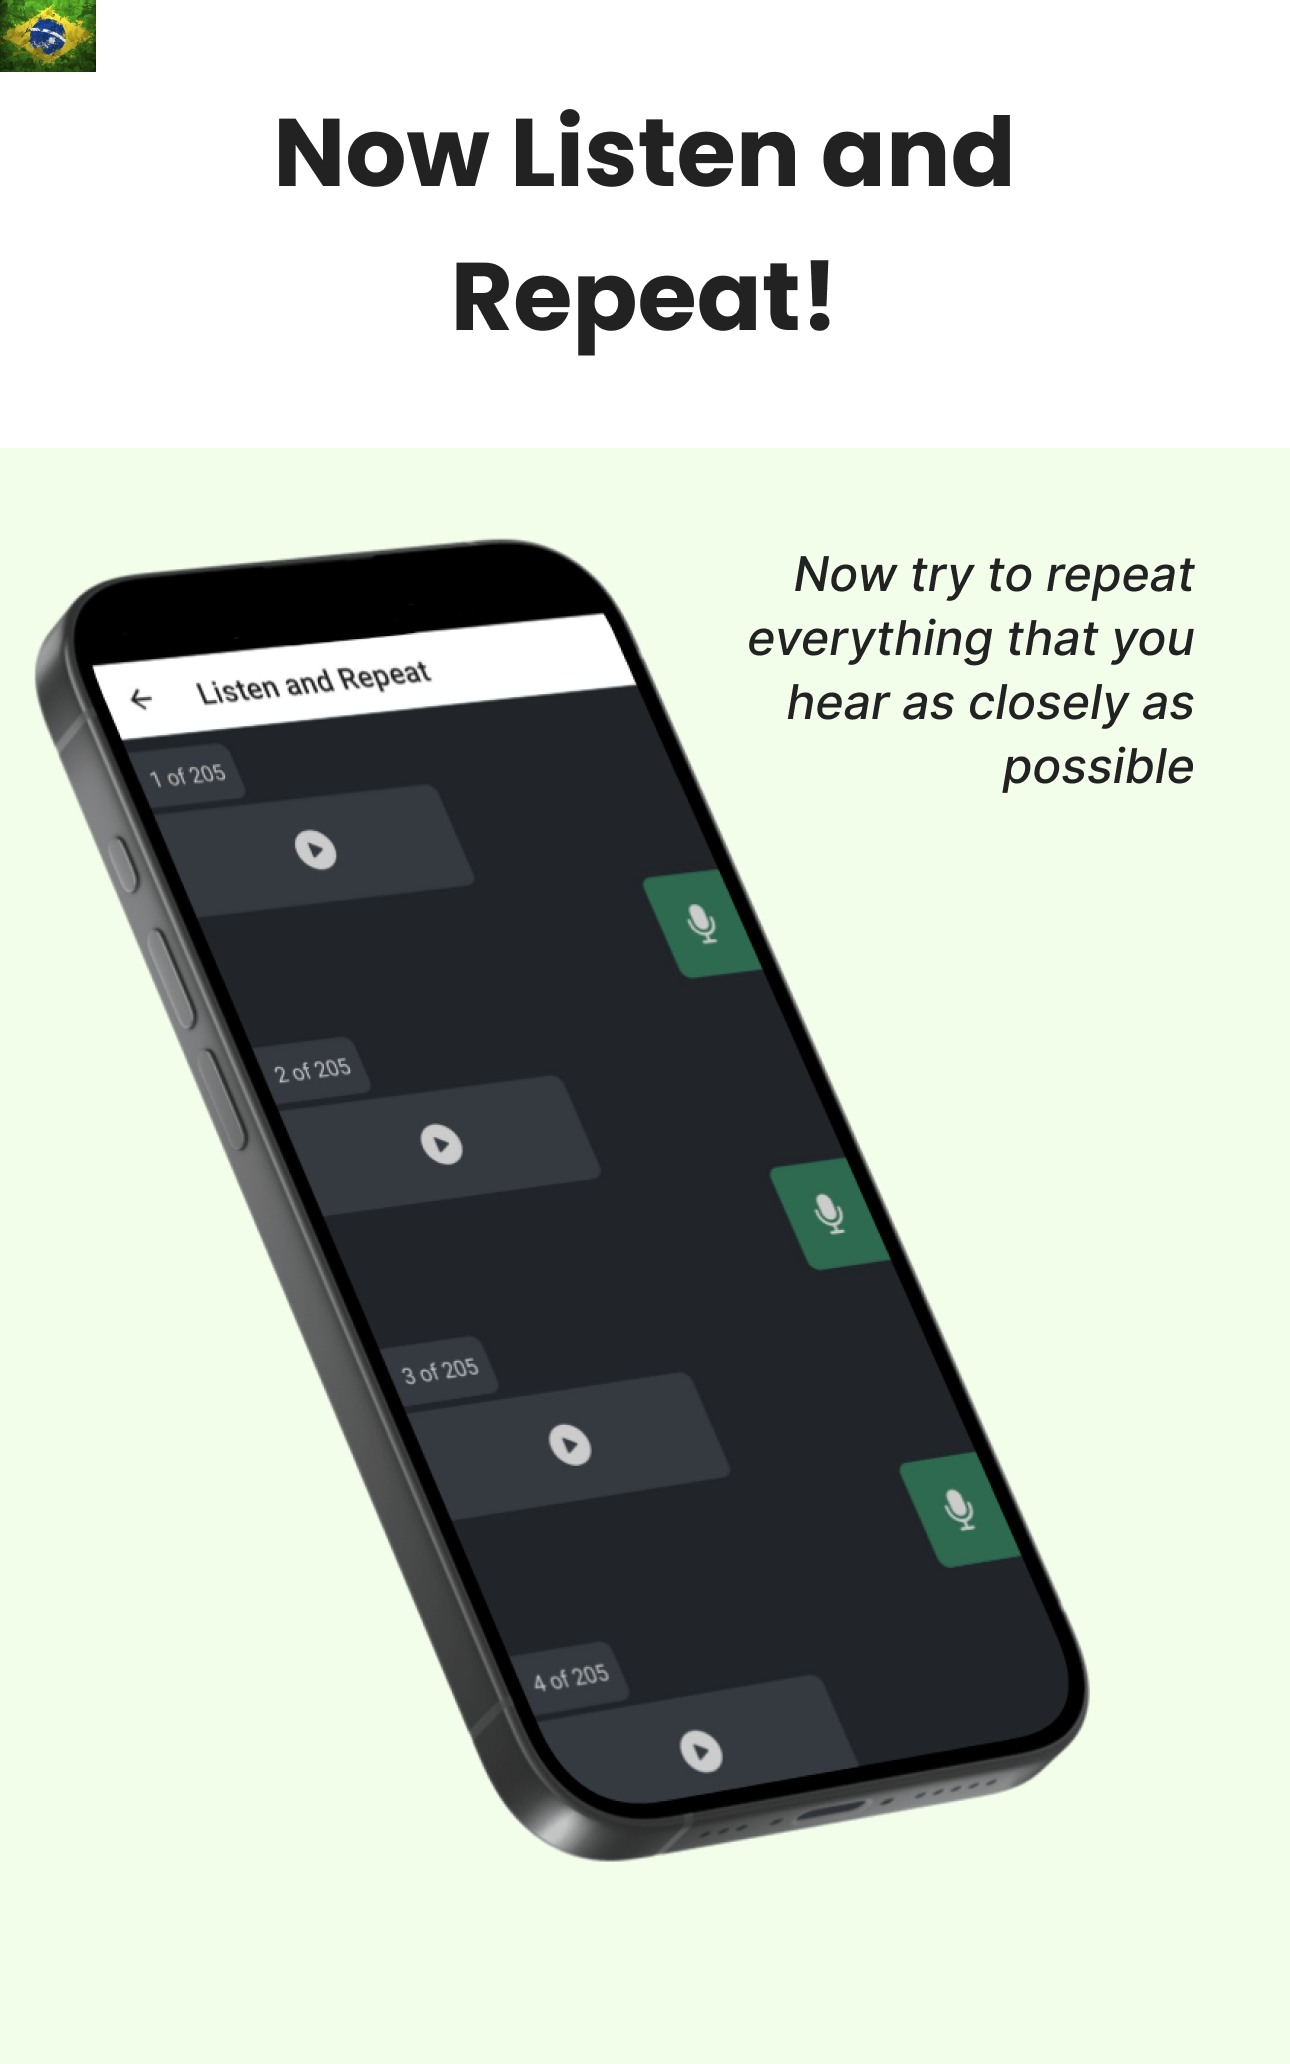 Now Listen and
Repeat!
Now try to repeat
everything that you
hear as closely as
possible
Listen and Repeat
1 of 205
2 of 205
3 of 205
4 of 205